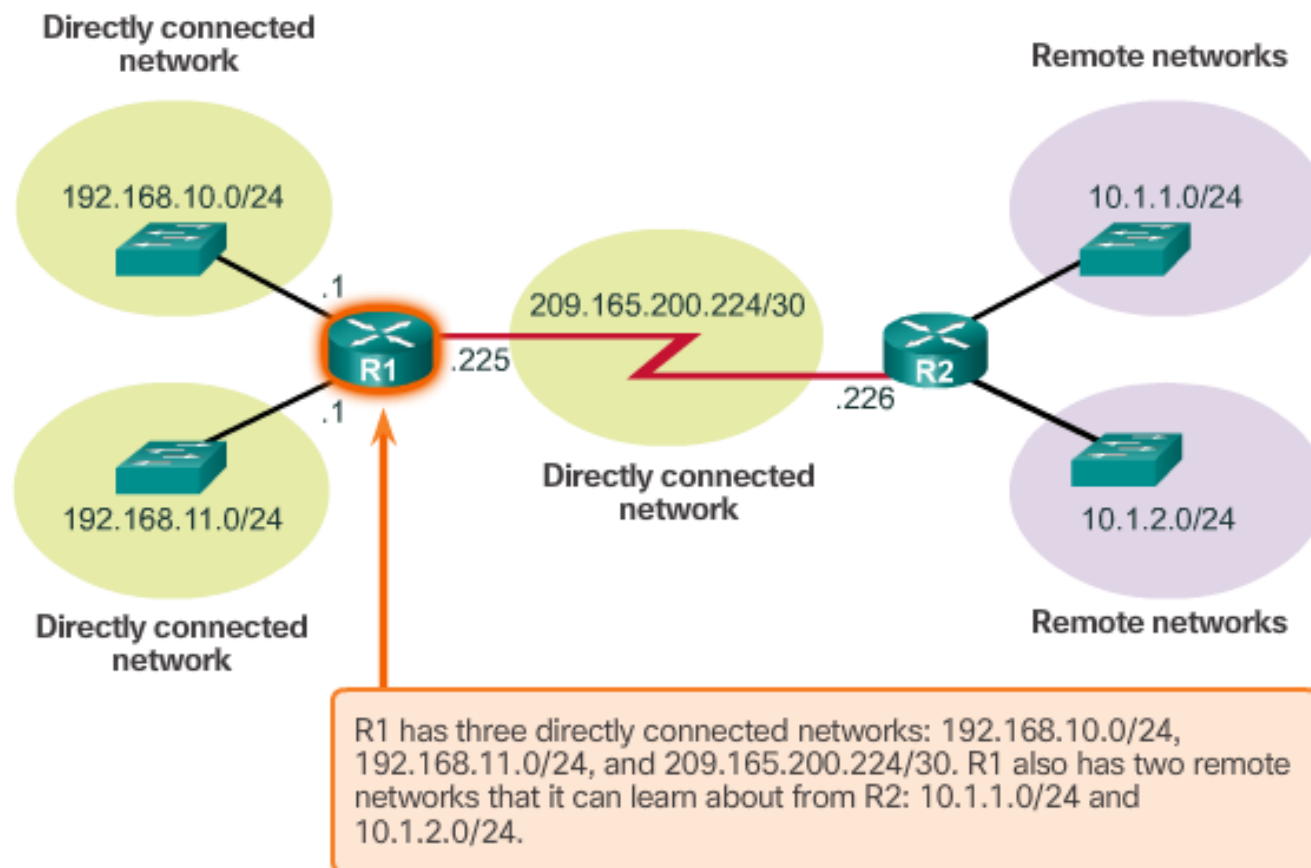 Directly connected
network
Remote networks
192.168.10.0/24
10.1.1.0/24
.1
209.165.200.224/30
R1
.225
R2
.226
.1
Directly connected
network
192.168.11.0/24
10.1.2.0/24
Directly connected
network
Remote networks
R1 has three directly connected networks: 192.168.10.0/24,
192.168.11.0/24, and 209.165.200.224/30. R1 also has two remote
networks that it can learn about from R2: 10.1.1.0/24 and
10.1.2.0/24.